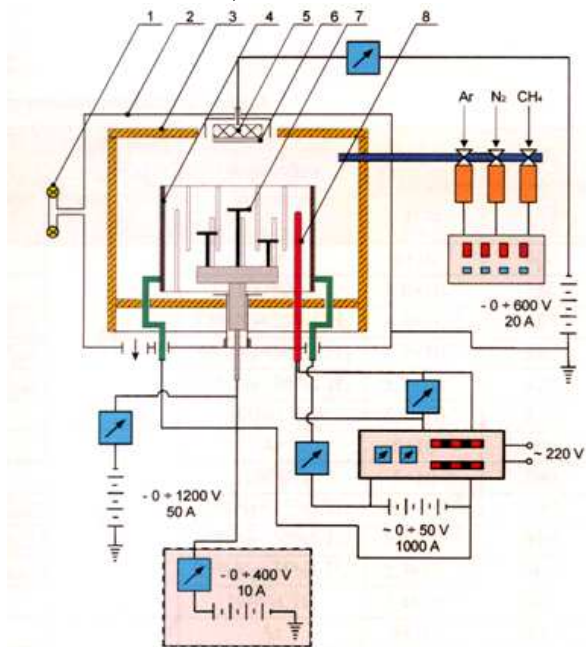 1 2 3 4 5 6 7 8
Ar N₂ CH₄
- 0 ÷ 600 V
20 A
~ 220 V
- 0 ÷ 1200 V
50 A
~ 0 ÷ 50 V
1000 A
- 0 ÷ 400 V
10 A